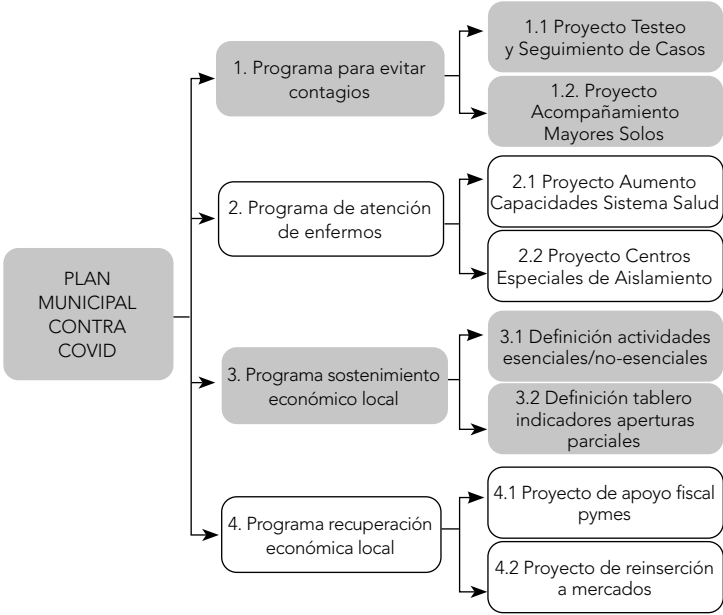 PLAN
MUNICIPAL
CONTRA
COVID
1. Programa para evitar
contagios
1.1 Proyecto Testeo
y Seguimiento de Casos
1.2. Proyecto
Acompañamiento
Mayores Solos
2. Programa de atención
de enfermos
2.1 Proyecto Aumento
Capacidades Sistema Salud
2.2 Proyecto Centros
Especiales de Aislamiento
3. Programa sostenimiento
económico local
3.1 Definición actividades
esenciales/no-esenciales
3.2 Definición tablero
indicadores aperturas
parciales
4. Programa recuperación
económica local
4.1 Proyecto de apoyo fiscal
pymes
4.2 Proyecto de reinserción
a mercados